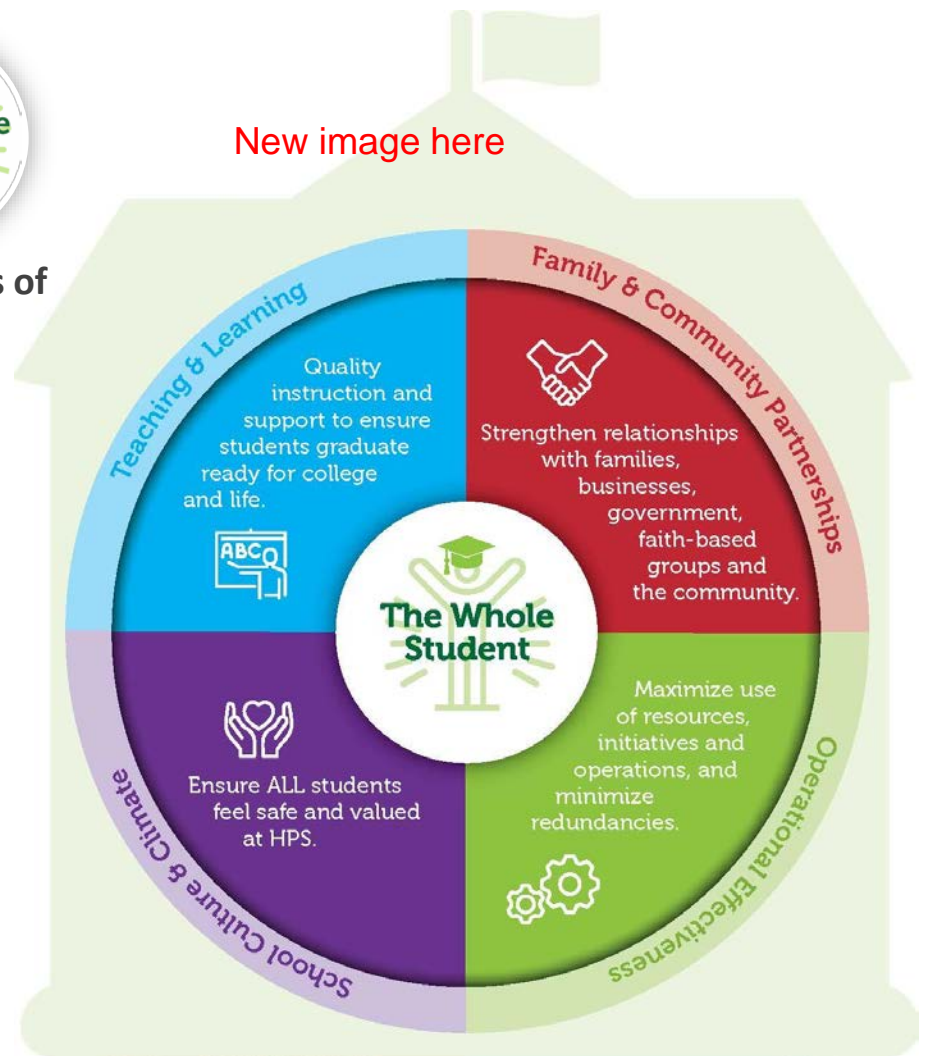 New image here
s of
Teaching & Learning
Quality
instruction and
support to ensure
students graduate
ready for college
and life.
ABC
Family & Community Partnerships
Strengthen relationships
with families,
businesses,
government,
faith-based
groups and
the community.
The Whole
Student
School Culture & Climate
Ensure ALL students
feel safe and valued
at HPS.
Operational Effectiveness
Maximize use
of resources,
initiatives and
operations, and
minimize
redundancies.